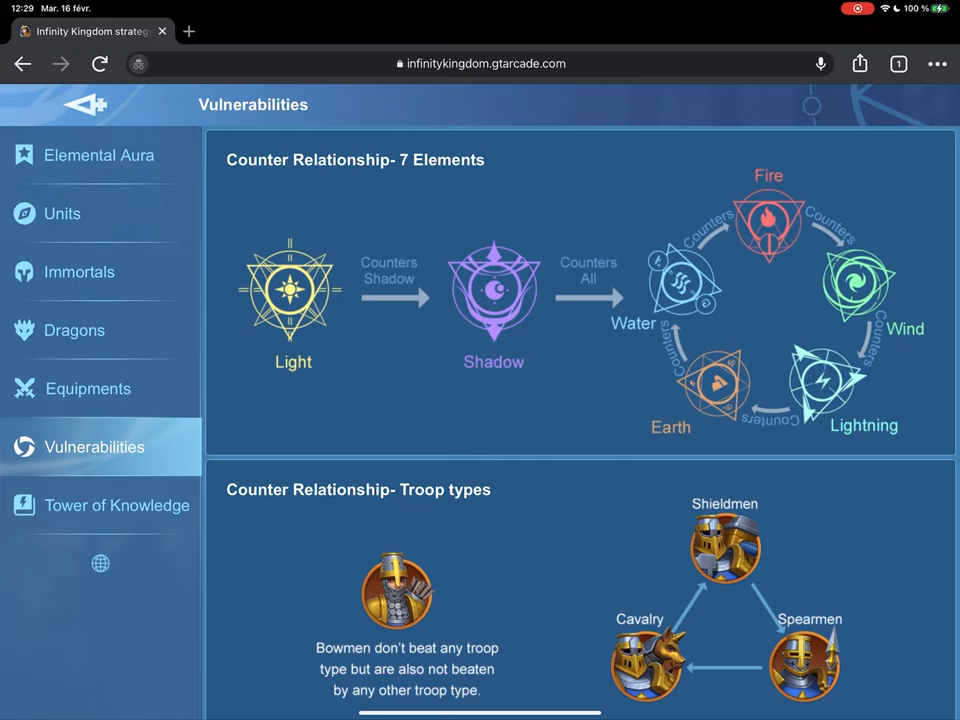 12:29 Mar. 16 févr.
100 %
Infinity Kingdom strategy
infinitykingdom.gtarcade.com
1
Vulnerabilities
Elemental Aura
Units
Immortals
Dragons
Equipments
Vulnerabilities
Tower of Knowledge
Counter Relationship- 7 Elements
Light
Counters
Shadow
Shadow
Counters
All
Fire
Counters
Wind
Counters
Lightning
Counters
Earth
Counters
Water
Counters
Counter Relationship- Troop types
Bowmen don't beat any troop
type but are also not beaten
by any other troop type.
Shieldmen
Cavalry
Spearmen